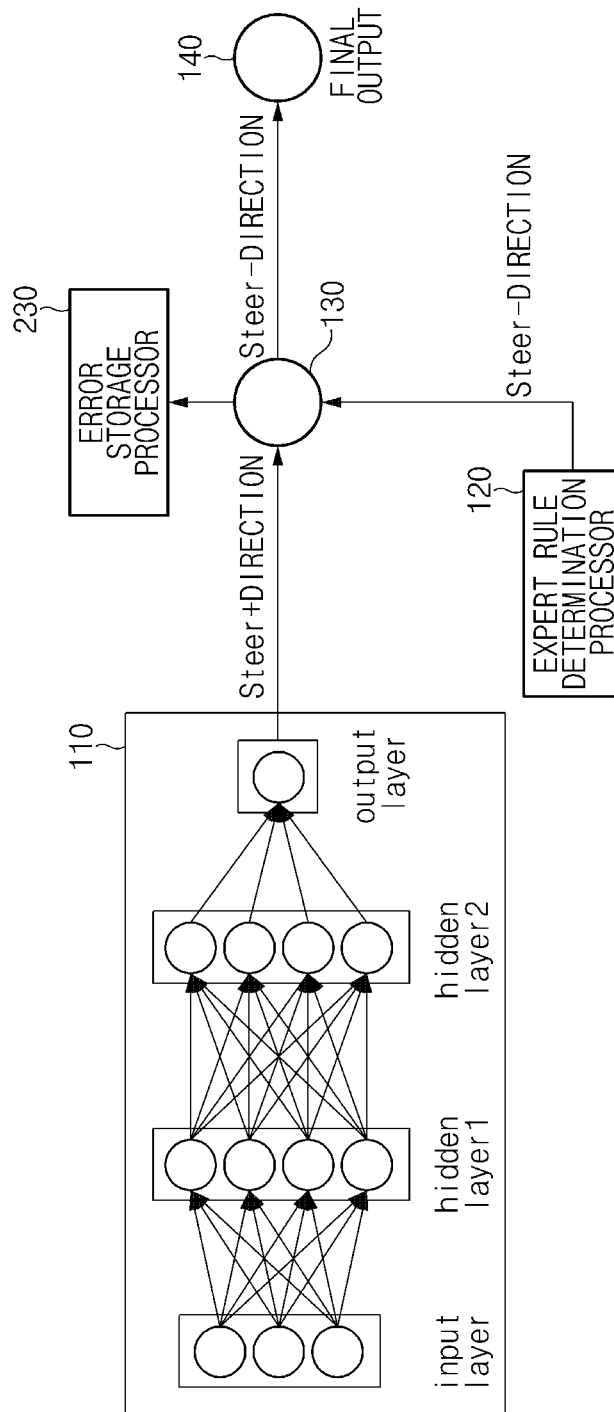 110
input
layer
hidden
layer1
hidden
layer2
output
layer
Steer+DIRECTION
230
ERROR
STORAGE
PROCESSOR
130
Steer-DIRECTION
140
FINAL
OUTPUT
120
EXPERT RULE
DETERMINATION
PROCESSOR
Steer-DIRECTION